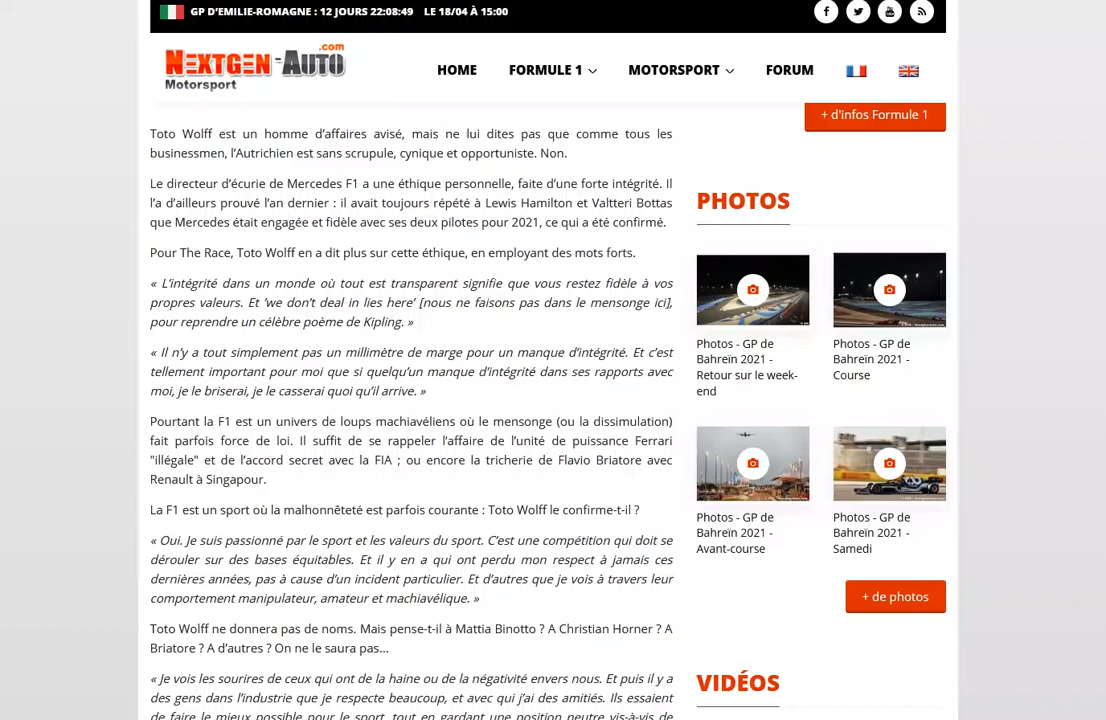 GP D'EMILIE-ROMAGNE : 12 JOURS 22:08:49 LE 18/04 À 15:00
NEXTGEN-AUTO
.com
Motorsport
HOME FORMULE 1 MOTORSPORT FORUM
Toto Wolff est un homme d'affaires avisé, mais ne lui dites pas que comme tous les
businessmen, l'Autrichien est sans scrupule, cynique et opportuniste. Non.
Le directeur d'écurie de Mercedes F1 a une éthique personnelle, faite d'une forte intégrité. Il
l'a d'ailleurs prouvé l'an dernier : il avait toujours répété à Lewis Hamilton et Valtteri Bottas
que Mercedes était engagée et fidèle avec ses deux pilotes pour 2021, ce qui a été confirmé.
Pour The Race, Toto Wolff en a dit plus sur cette éthique, en employant des mots forts.
« L'intégrité dans un monde où tout est transparent signifie que vous restez fidèle à vos
propres valeurs. Et 'we don't deal in lies here' [nous ne faisons pas dans le mensonge ici],
pour reprendre un célèbre poème de Kipling. »
« Il n'y a tout simplement pas un millimètre de marge pour un manque d'intégrité. Et c'est
tellement important pour moi que si quelqu'un manque d'intégrité dans ses rapports avec
moi, je le briserai, je le casserai quoi qu'il arrive. »
Pourtant la F1 est un univers de loups machiavéliens où le mensonge (ou la dissimulation)
fait parfois force de loi. Il suffit de se rappeler l'affaire de l'unité de puissance Ferrari
"illégale" et de l'accord secret avec la FIA ; ou encore la tricherie de Flavio Briatore avec
Renault à Singapour.
La F1 est un sport où la malhonnêteté est parfois courante : Toto Wolff le confirme-t-il ?
« Oui. Je suis passionné par le sport et les valeurs du sport. C'est une compétition qui doit se
dérouler sur des bases équitables. Et il y en a qui ont perdu mon respect à jamais ces
dernières années, pas à cause d'un incident particulier. Et d'autres que je vois à travers leur
comportement manipulateur, amateur et machiavélique. »
Toto Wolff ne donnera pas de noms. Mais pense-t-il à Mattia Binotto ? A Christian Horner ? A
Briatore ? A d'autres ? On ne le saura pas…
« Je vois les sourires de ceux qui ont de la haine ou de la négativité envers nous. Et puis il y a
des gens dans l'industrie que je respecte beaucoup, et avec qui j'ai des amitiés. Ils essaient
de faire le mieux possible pour le sport, tout en gardant une position neutre vis-à-vis de
+ d'infos Formule 1
PHOTOS
Photos - GP de
Bahreïn 2021 -
Retour sur le week-
end
Photos - GP de
Bahreïn 2021 -
Course
Photos - GP de
Bahreïn 2021 -
Avant-course
Photos - GP de
Bahreïn 2021 -
Samedi
+ de photos
VIDÉOS